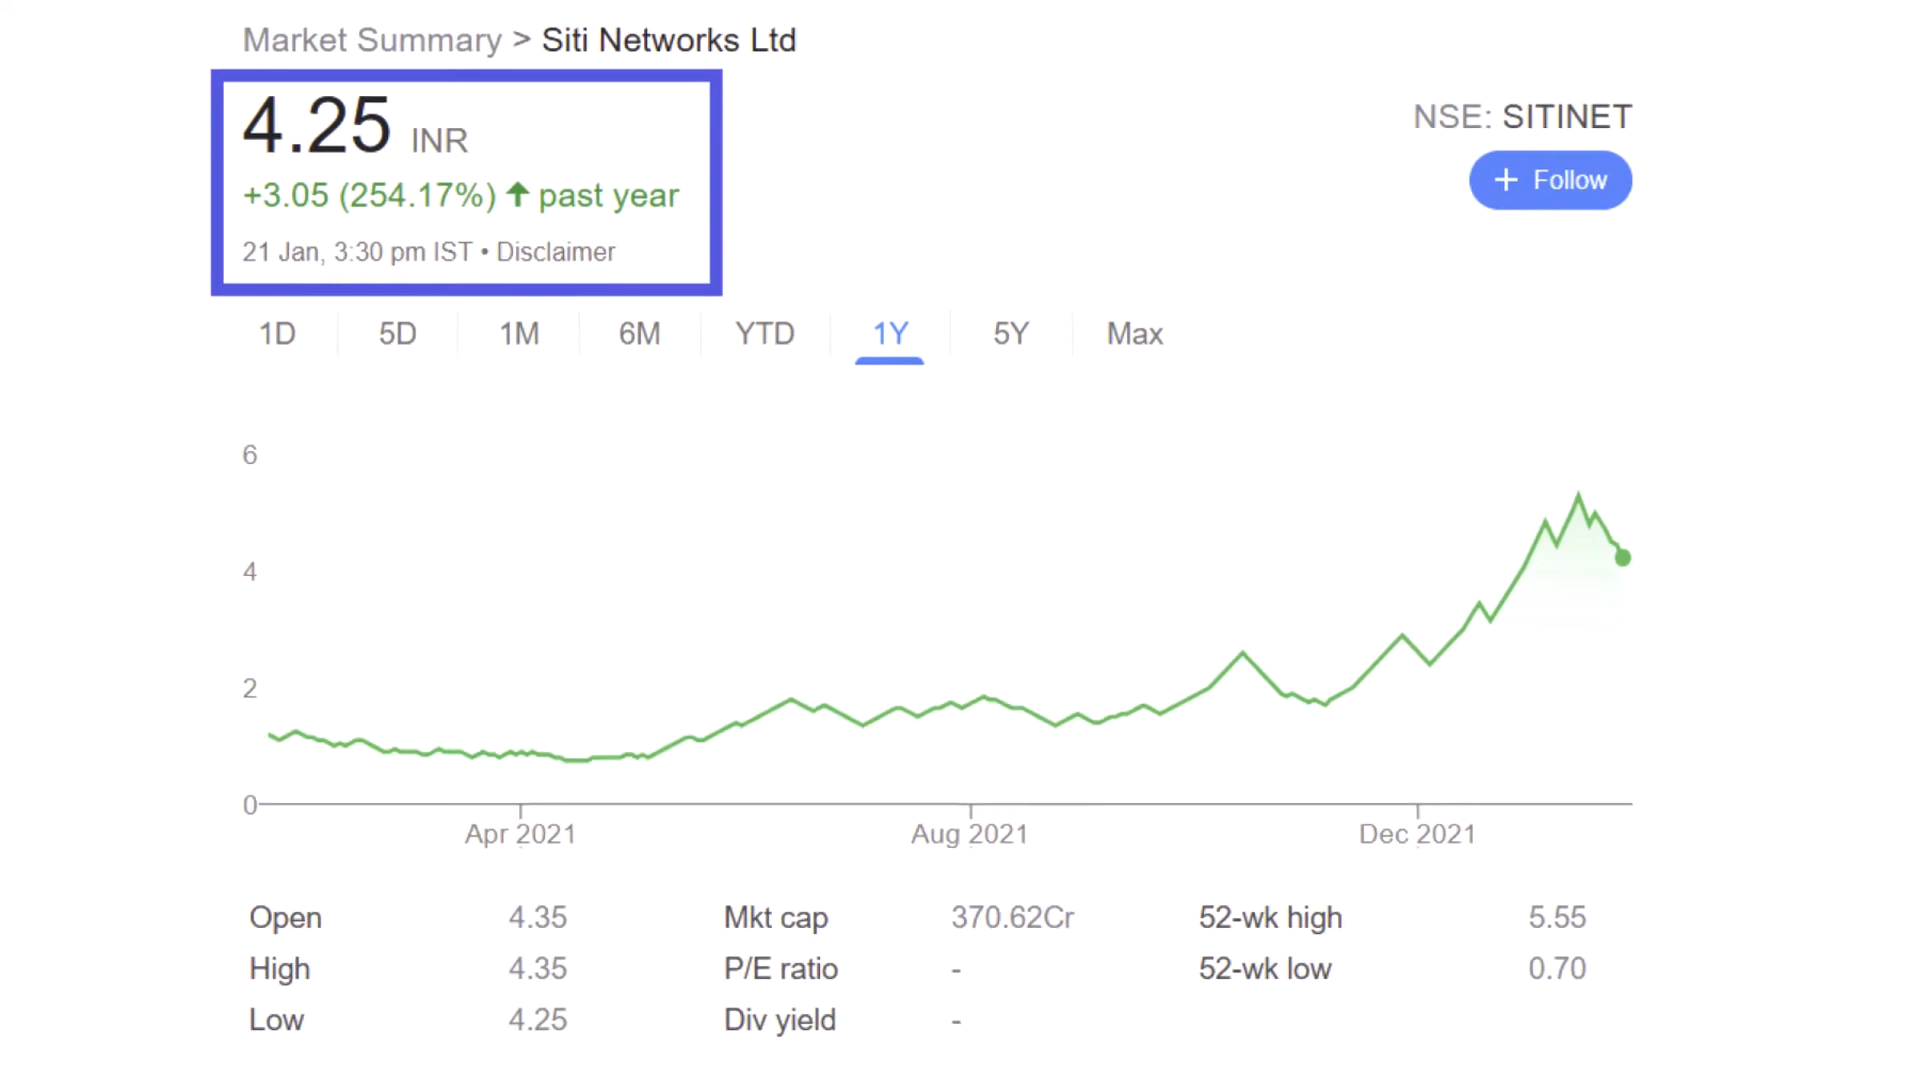 Market Summary > Siti Networks Ltd
4.25 INR
+3.05 (254.17%) ↑ past year
21 Jan, 3:30 pm IST • Disclaimer
NSE: SITINET
+ Follow
1D 5D 1M 6M YTD 1Y 5Y Max
6
4
2
0
Apr 2021 Aug 2021 Dec 2021
Open 4.35 Mkt cap 370.62Cr 52-wk high 5.55
High 4.35 P/E ratio - 52-wk low 0.70
Low 4.25 Div yield -